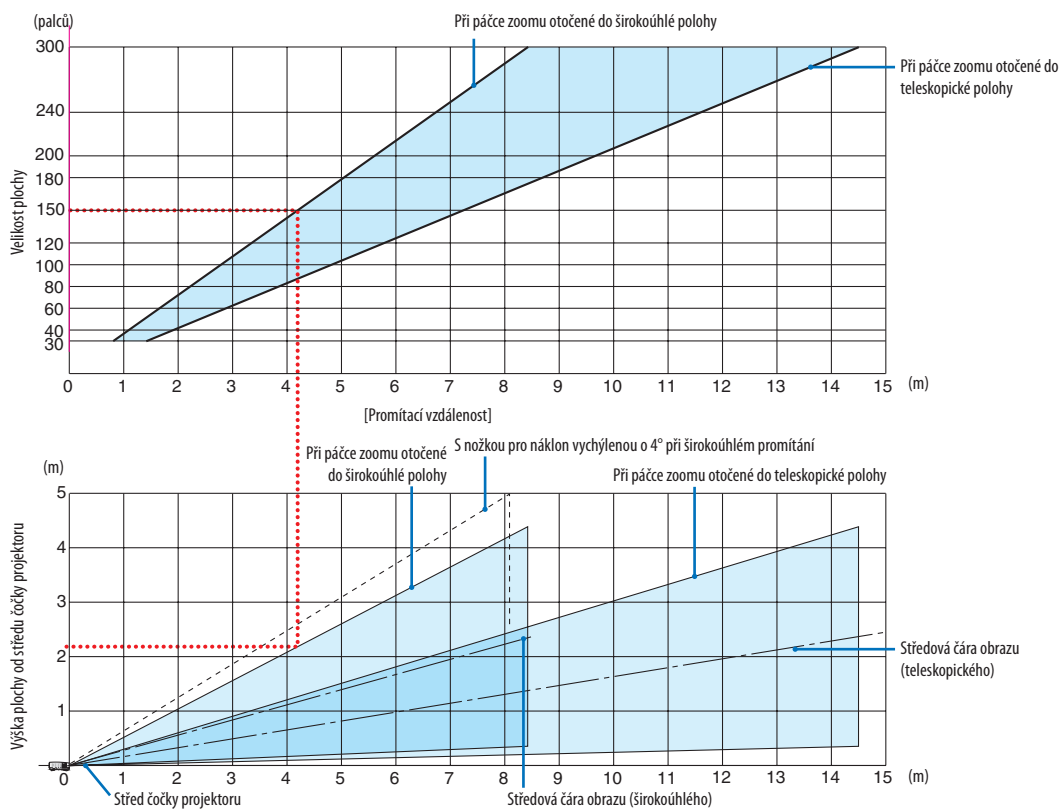 (palců)
Při páčce zoomu otočené do širokoúhlé polohy
Při páčce zoomu otočené do
teleskopické polohy
Velikost plochy
300
240
200
180
150
120
100
80
60
40
30
0 1 2 3 4 5 6 7 8 9 10 11 12 13 14 15 (m)
[Promítací vzdálenost]
(m)
Při páčce zoomu otočené
do širokoúhlé polohy
S nožkou pro náklon vychýlenou o 4° při širokoúhlém promítání
Při páčce zoomu otočené do teleskopické polohy
Výška plochy od středu čočky projektoru
5
4
3
2
1
Středová čára obrazu
(teleskopického)
0 1 2 3 4 5 6 7 8 9 10 11 12 13 14 15 (m)
Střed čočky projektoru
Středová čára obrazu (širokoúhlého)